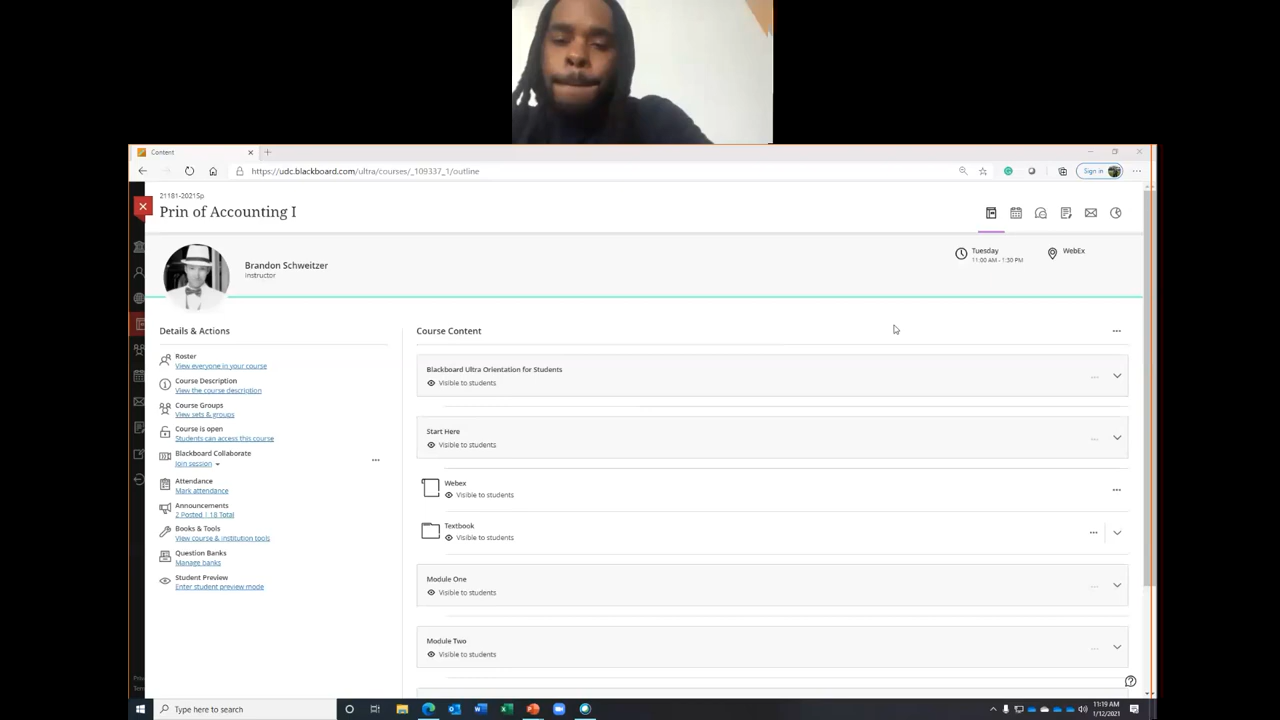 Content
https://udc.blackboard.com/ultra/courses/_109337_1/outline
Sign in
21181-2021Sp
Prin of Accounting I
Brandon Schweitzer
Instructor
Tuesday
11:00 AM - 1:30 PM
WebEx
Details & Actions
Roster
View everyone in your course
Course Description
View the course description
Course Groups
View sets & groups
Course is open
Students can access this course
Blackboard Collaborate
Join session
Attendance
Mark attendance
Announcements
2 Posted | 18 Total
Books & Tools
View course & institution tools
Question Banks
Manage banks
Student Preview
Enter student preview mode
Course Content
Blackboard Ultra Orientation for Students
Visible to students
Start Here
Visible to students
Webex
Visible to students
Textbook
Visible to students
Module One
Visible to students
Module Two
Visible to students
Type here to search
11:19 AM
1/12/2021